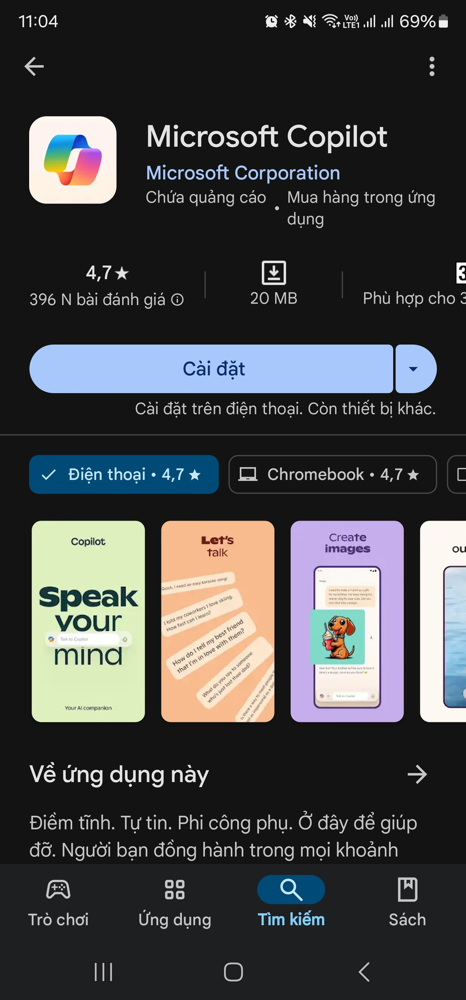 11:04
Vo))
LTE1
69%
Microsoft Copilot
Microsoft Corporation
Chứa quảng cáo • Mua hàng trong ứng
dụng
4,7★
396 N bài đánh giá
20 MB
3
Phù hợp cho 3
Cài đặt
Cài đặt trên điện thoại. Còn thiết bị khác.
Điện thoại • 4,7 ★
Chromebook • 4,7 ★
Copilot
Speak
your
Talk to Copilot
mind
Your AI companion
Let's
talk
Quick, I need an easy karaoke song!
I told my coworkers I love skiing.
How fast can I learn?
How do I tell my best friend
that I'm in love with them?
What do you say to someone
who's just lost their dad?
Is there a way to meet people
not as impersonal as a
Create
images
Today
I want to make a t-shirt as a gift
for my brother. He loves taking his
wiener dog for pup cups, can you
turn that into a design.
How fun! Your brother will be sure to love it.
Here's a design, what do you think?
Talk to Copilot
ou
Về ứng dụng này
Điềm tĩnh. Tự tin. Phi công phụ. Ở đây để giúp
đỡ. Người bạn đồng hành trong mọi khoảnh
Trò chơi
Ứng dụng
Tìm kiếm
Sách